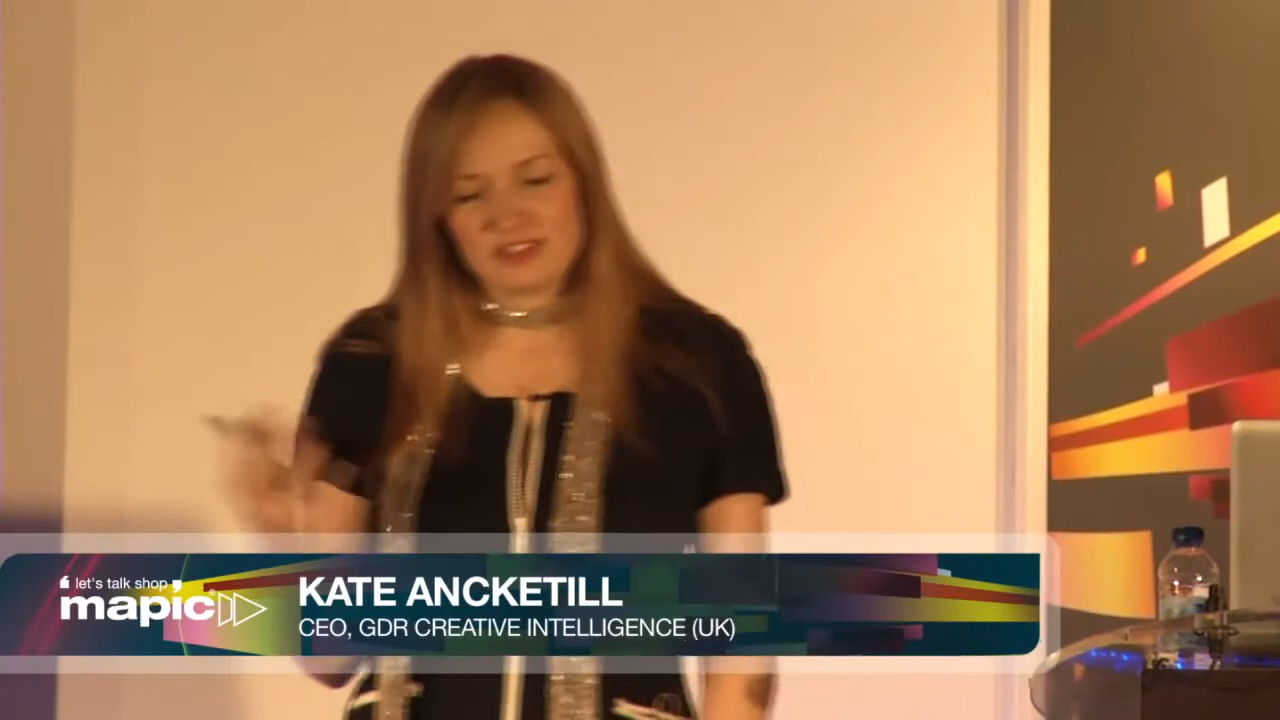 let's talk shop
mapic
KATE ANCKETILL
CEO, GDR CREATIVE INTELLIGENCE (UK)